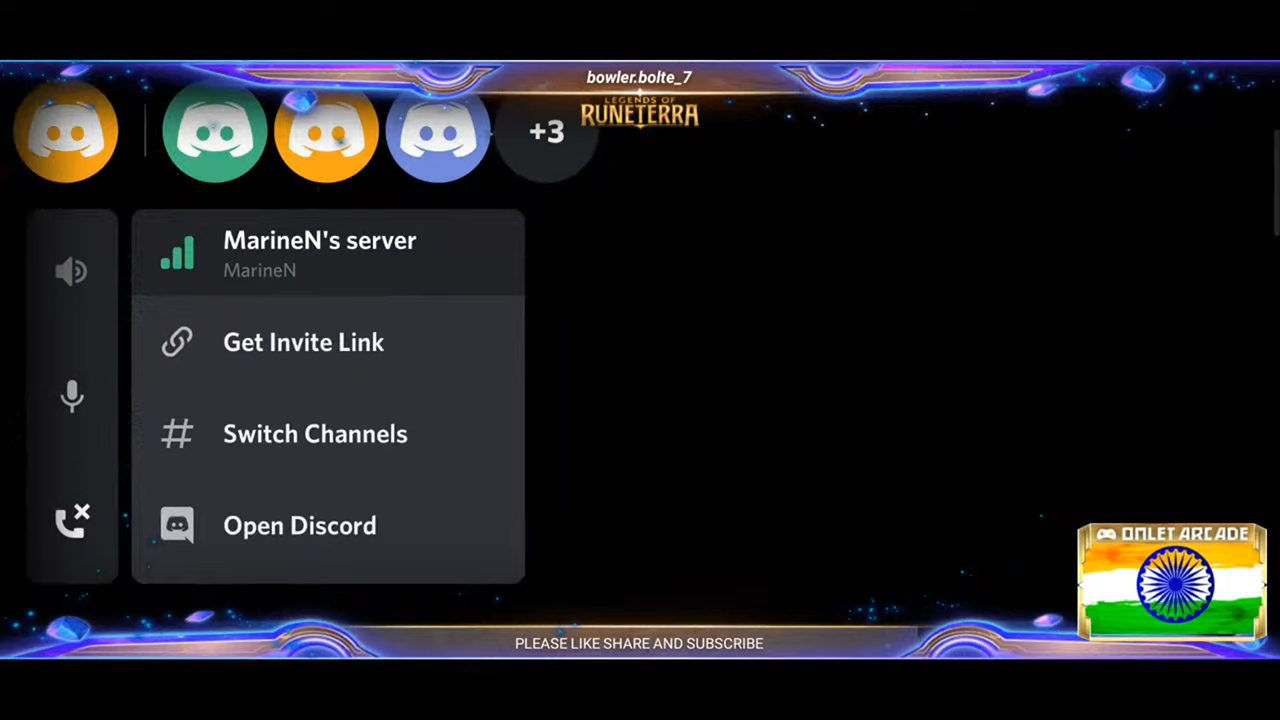 bowler.bolte_7
LEGENDS OF
RUNETERRA
+3
MarineN's server
MarineN
Get Invite Link
Switch Channels
Open Discord
OMLET ARCADE
PLEASE LIKE SHARE AND SUBSCRIBE